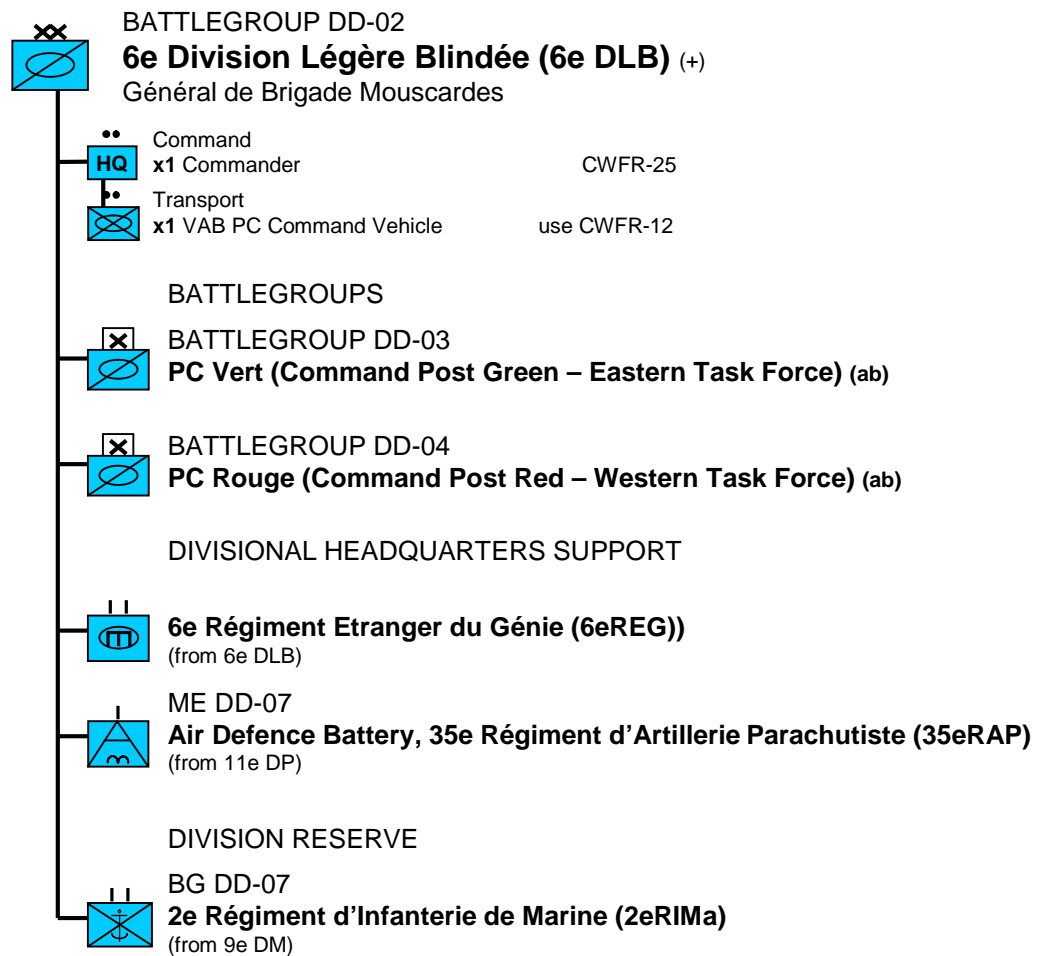 BATTLEGROUP DD-02
6e Division Légère Blindée (6e DLB) (+)
Général de Brigade Mouscardes
HQ
Command
x1 Commander CWFR-25
Transport
x1 VAB PC Command Vehicle use CWFR-12
BATTLEGROUPS
BATTLEGROUP DD-03
PC Vert (Command Post Green – Eastern Task Force) (ab)
BATTLEGROUP DD-04
PC Rouge (Command Post Red – Western Task Force) (ab)
DIVISIONAL HEADQUARTERS SUPPORT
6e Régiment Etranger du Génie (6eREG))
(from 6e DLB)
ME DD-07
Air Defence Battery, 35e Régiment d’Artillerie Parachutiste (35eRAP)
(from 11e DP)
DIVISION RESERVE
BG DD-07
2e Régiment d’Infanterie de Marine (2eRIMa)
(from 9e DM)